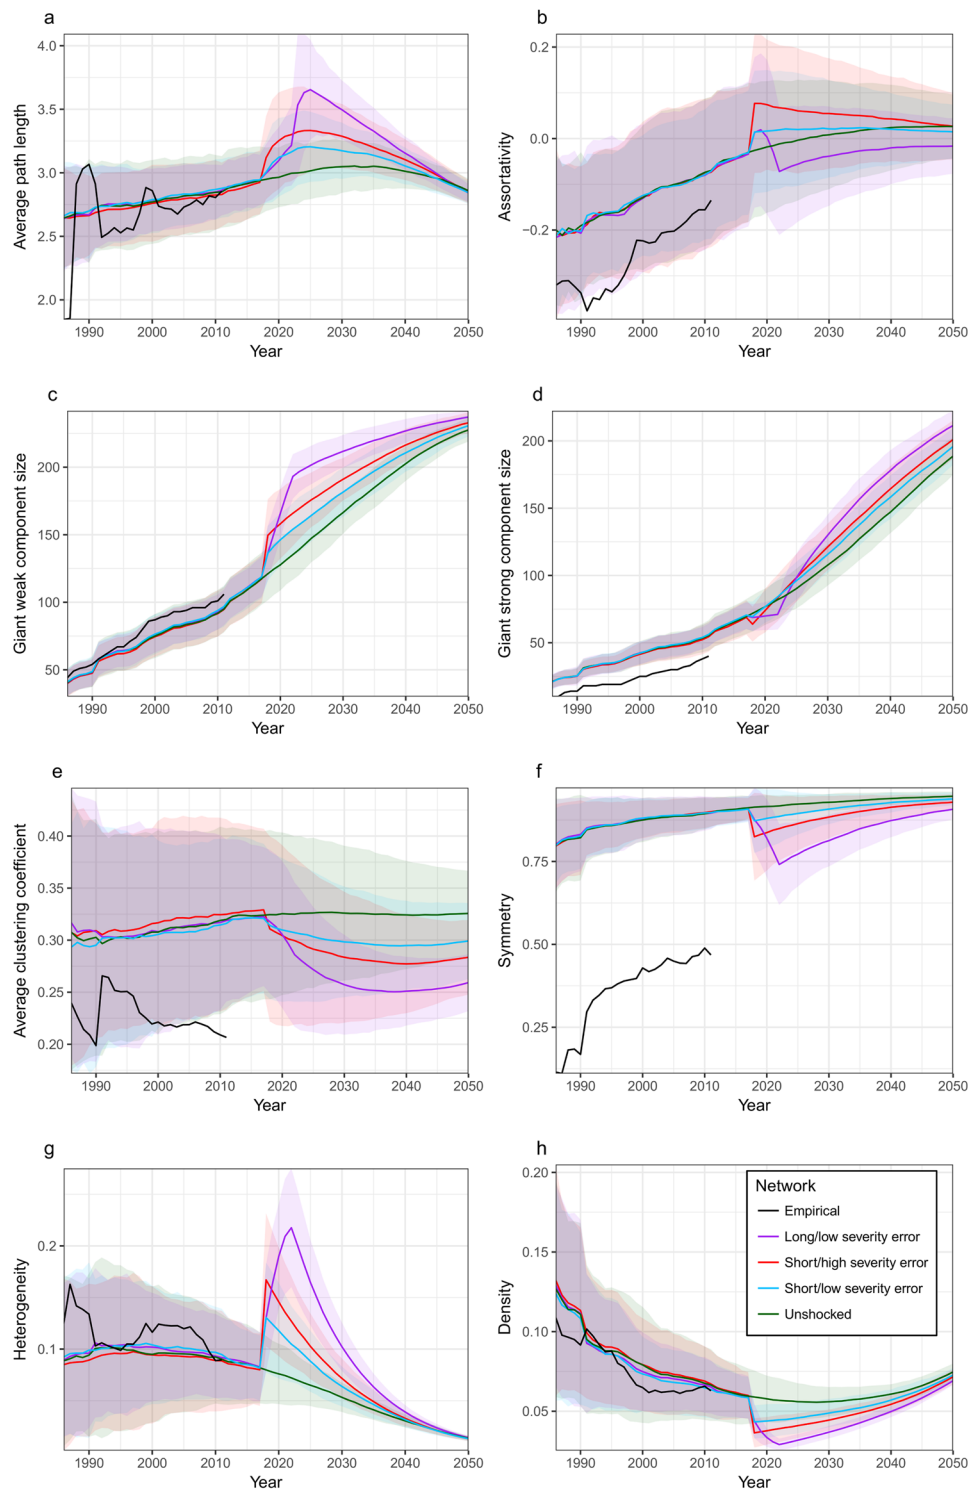 a
4.0
3.5
3.0
2.5
2.0
Average path length
1990 2000 2010 2020 2030 2040 2050
Year
b
0.2
0.0
−0.2
Assortativity
1990 2000 2010 2020 2030 2040 2050
Year
c
200
150
100
50
Giant weak component size
1990 2000 2010 2020 2030 2040 2050
Year
d
200
150
100
50
Giant strong component size
1990 2000 2010 2020 2030 2040 2050
Year
e
0.40
0.35
0.30
0.25
0.20
Average clustering coefficient
1990 2000 2010 2020 2030 2040 2050
Year
f
0.75
0.50
0.25
Symmetry
1990 2000 2010 2020 2030 2040 2050
Year
g
0.2
0.1
Heterogeneity
1990 2000 2010 2020 2030 2040 2050
Year
h
0.20
0.15
0.10
0.05
Density
Network
Empirical
Long/low severity error
Short/high severity error
Short/low severity error
Unshocked
1990 2000 2010 2020 2030 2040 2050
Year